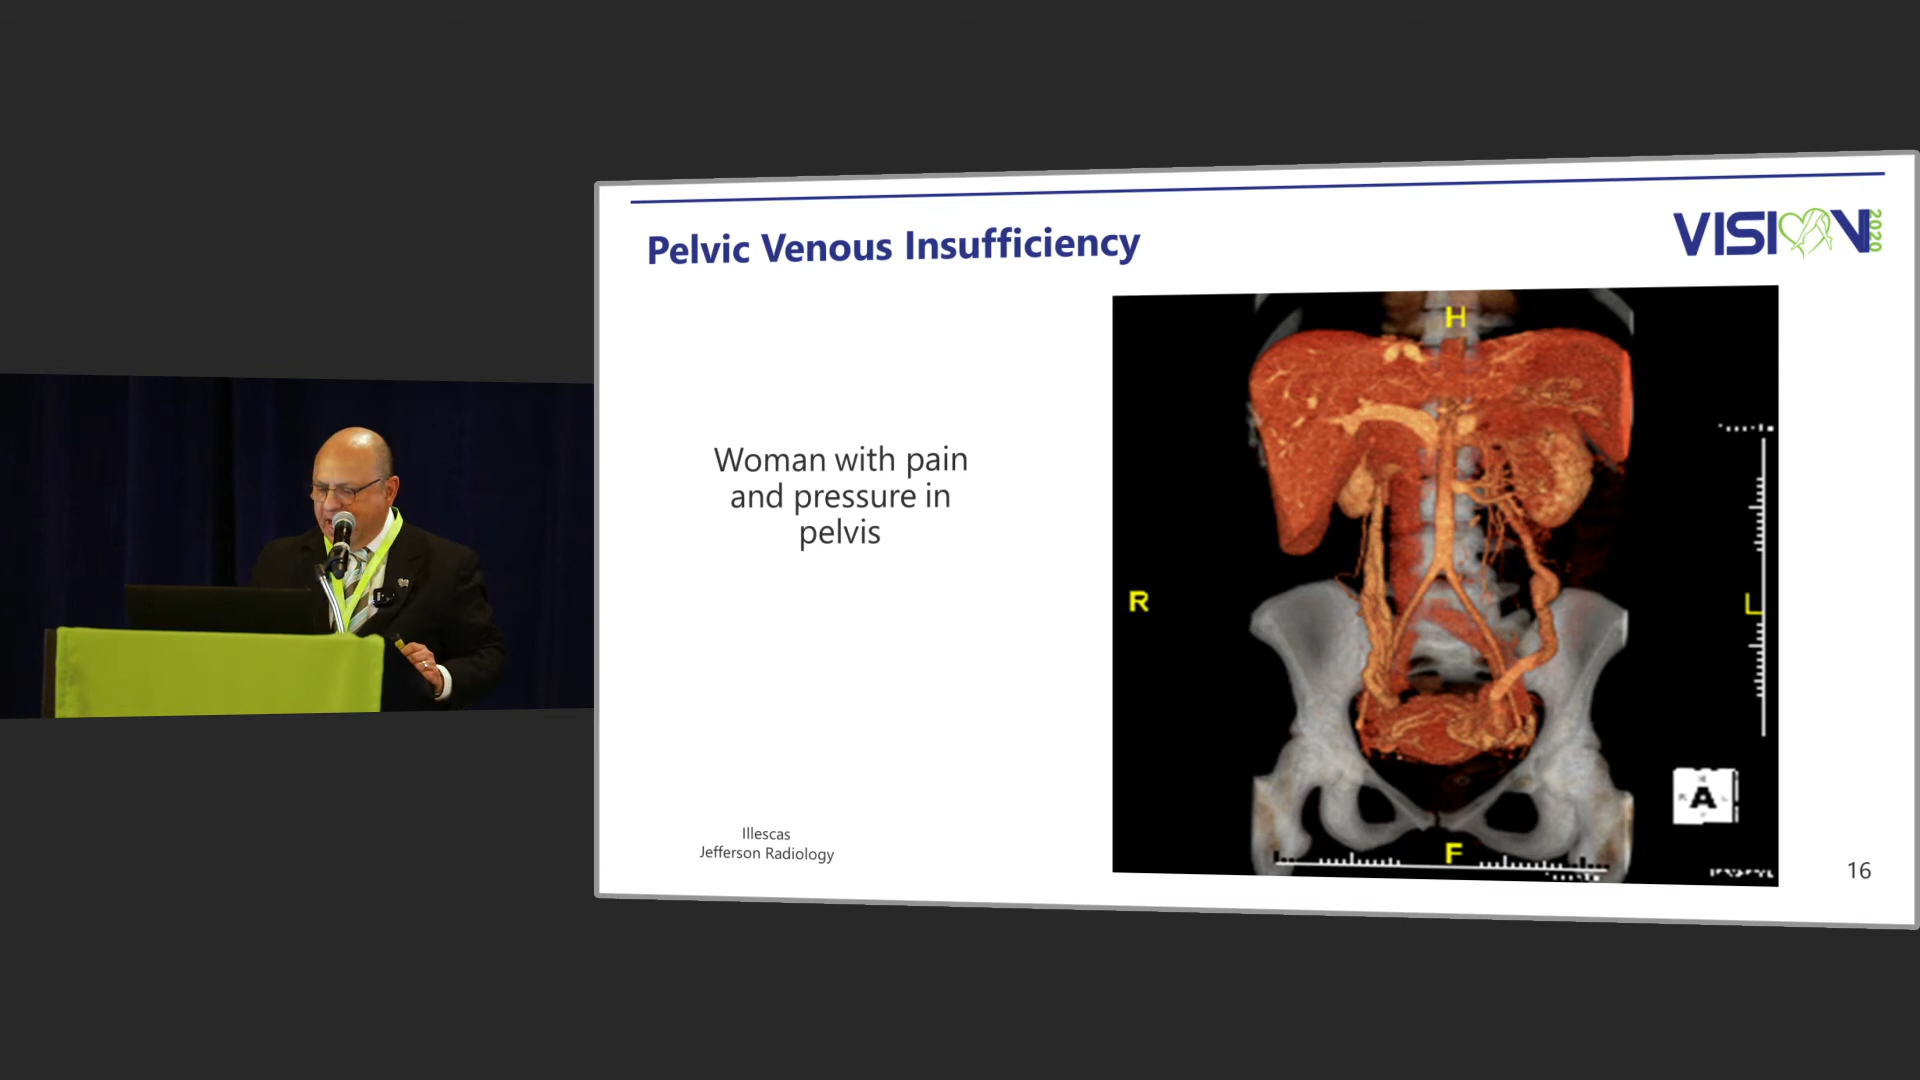 Pelvic Venous Insufficiency
VISION 2020
Woman with pain
and pressure in
pelvis
H
R
L
A
F
Illescas
Jefferson Radiology
16